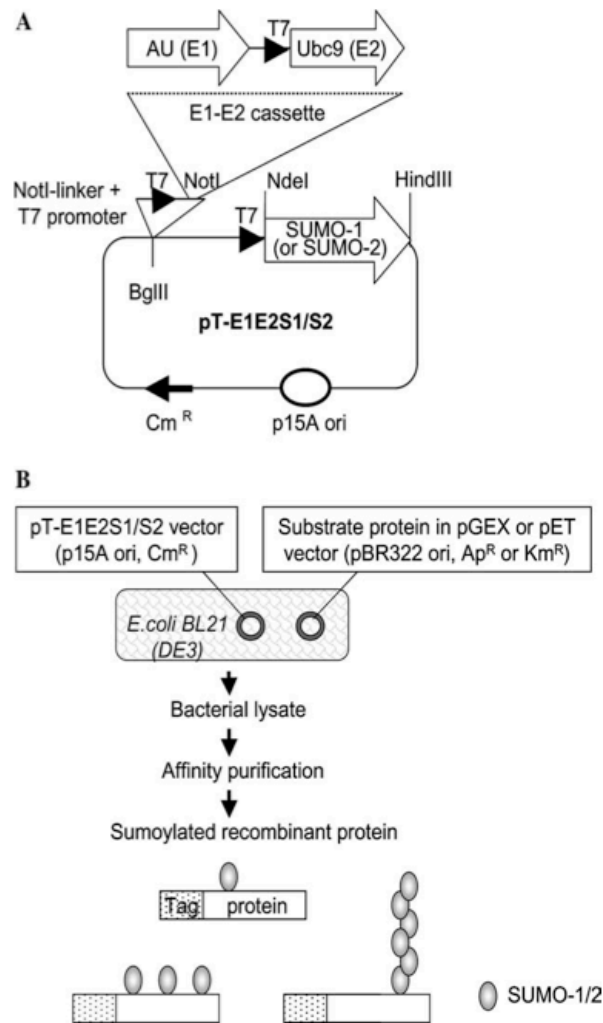 A
T7
AU (E1)
Ubc9 (E2)
E1-E2 cassette
T7
NotI
NotI-linker +
T7 promoter
NdeI
HindIII
T7
SUMO-1
(or SUMO-2)
BglII
pT-E1E2S1/S2
Cm R
p15A ori
B
pT-E1E2S1/S2 vector
(p15A ori, CmR)
Substrate protein in pGEX or pET
vector (pBR322 ori, ApR or KmR)
E.coli BL21
(DE3)
Bacterial lysate
Affinity purification
Sumoylated recombinant protein
Tag
protein
SUMO-1/2